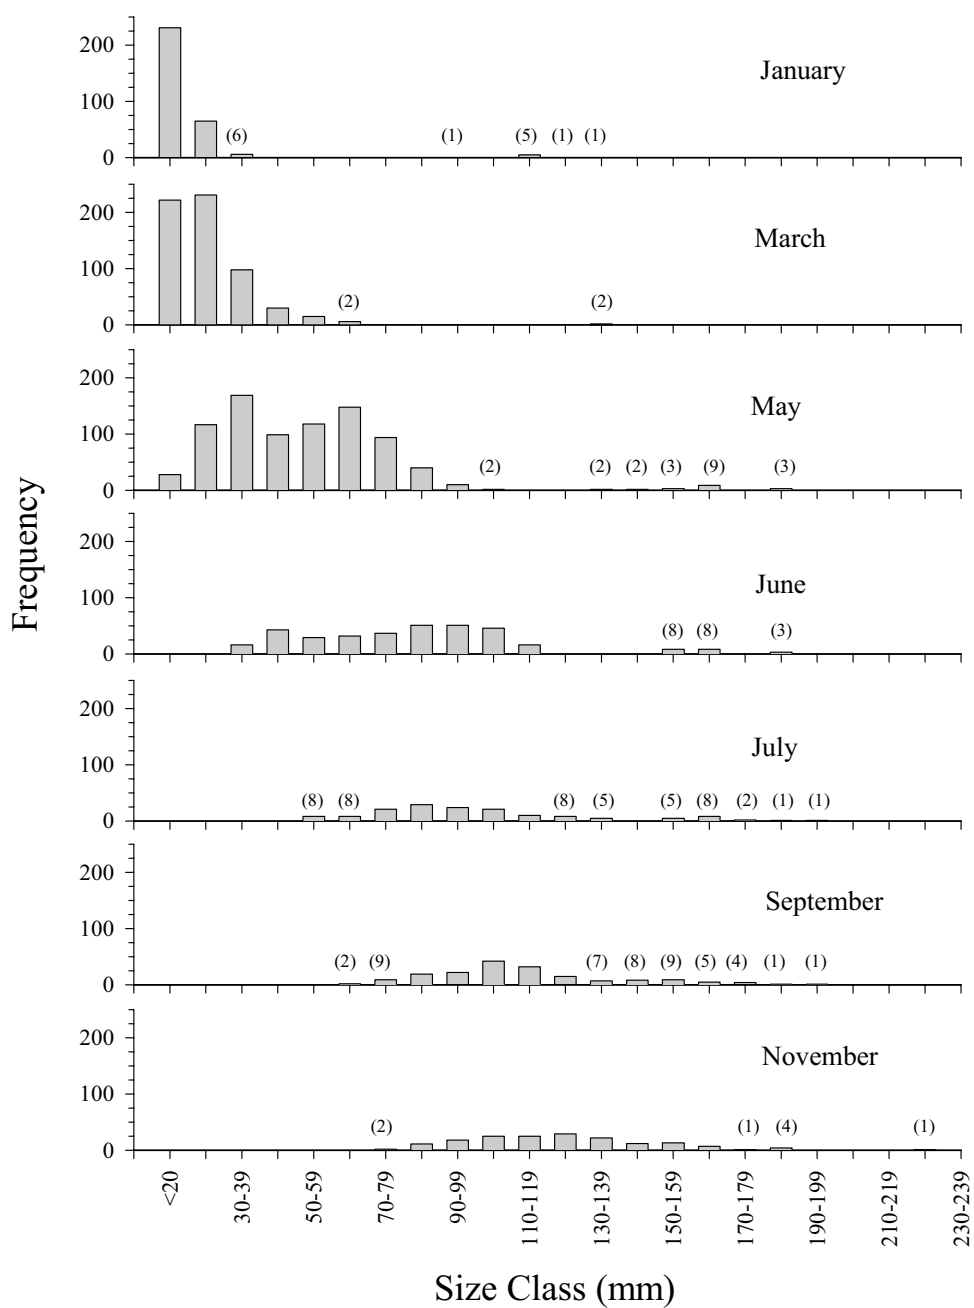 200
100
0
January
(6) (1) (5) (1) (1)
200
100
0
March
(2) (2)
200
100
0
May
(2) (2) (2) (3) (9) (3)
200
100
0
June
(8) (8) (3)
200
100
0
July
(8) (8) (8) (5) (5) (8) (2) (1) (1)
200
100
0
September
(2) (9) (7) (8) (9) (5) (4) (1) (1)
200
100
0
November
(2) (1) (4) (1)
Frequency
<20
30-39
50-59
70-79
90-99
110-119
130-139
150-159
170-179
190-199
210-219
230-239
Size Class (mm)